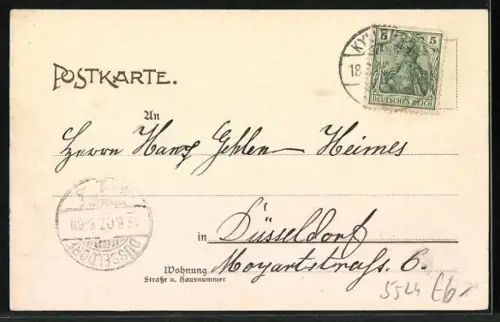 5 5
DEUTSCHES REICH
KY
18
POSTKARTE.
An
Herrn Hans Gehlen - Heimes
DÜSSELDORF
in Düsseldorf
Wohnung
Straße u. Hausnummer
Mozartstraße 6.
5524